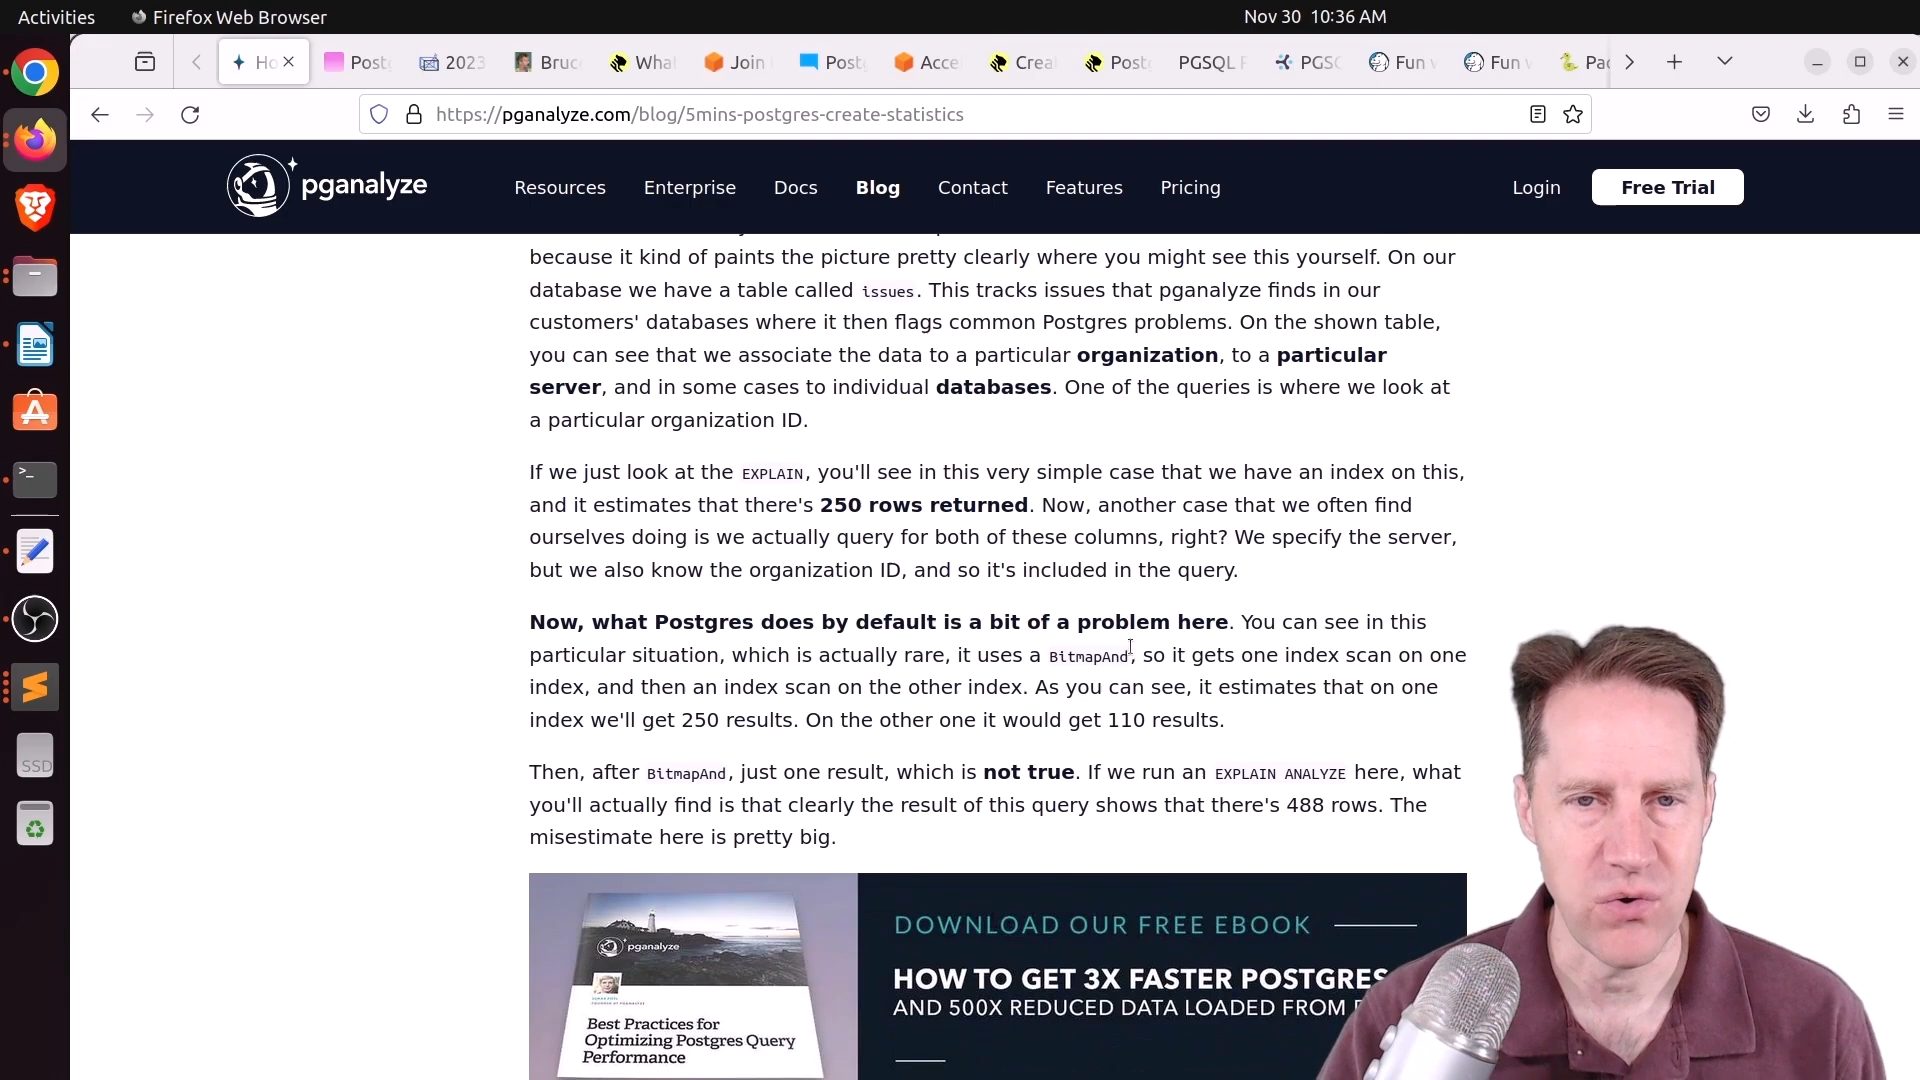 Activities
Firefox Web Browser
Nov 30 10:36 AM
Ho
Post
2023
Bruc
Wha
Join
Post
Acce
Crea
Post
PGSQL F
PGSC
Fun
Fun
Pac
https://pganalyze.com/blog/5mins-postgres-create-statistics
pganalyze
Resources
Enterprise
Docs
Blog
Contact
Features
Pricing
Login
Free Trial
because it kind of paints the picture pretty clearly where you might see this yourself. On our
database we have a table called issues. This tracks issues that pganalyze finds in our
customers' databases where it then flags common Postgres problems. On the shown table,
you can see that we associate the data to a particular organization, to a particular
server, and in some cases to individual databases. One of the queries is where we look at
a particular organization ID.
If we just look at the EXPLAIN, you'll see in this very simple case that we have an index on this,
and it estimates that there's 250 rows returned. Now, another case that we often find
ourselves doing is we actually query for both of these columns, right? We specify the server,
but we also know the organization ID, and so it's included in the query.
Now, what Postgres does by default is a bit of a problem here. You can see in this
particular situation, which is actually rare, it uses a BitmapAnd, so it gets one index scan on one
index, and then an index scan on the other index. As you can see, it estimates that on one
index we'll get 250 results. On the other one it would get 110 results.
Then, after BitmapAnd, just one result, which is not true. If we run an EXPLAIN ANALYZE here, what
you'll actually find is that clearly the result of this query shows that there's 488 rows. The
misestimate here is pretty big.
pganalyze
Best Practices for
Optimizing Postgres Query
Performance
DOWNLOAD OUR FREE EBOOK
HOW TO GET 3X FASTER POSTGRES
AND 500X REDUCED DATA LOADED FROM
SSD